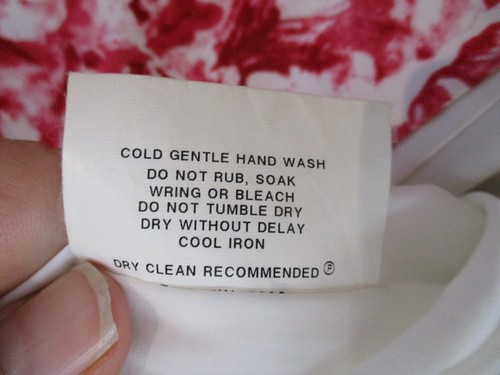 COLD GENTLE HAND WASH
DO NOT RUB, SOAK
WRING OR BLEACH
DO NOT TUMBLE DRY
DRY WITHOUT DELAY
COOL IRON
DRY CLEAN RECOMMENDED Ⓟ